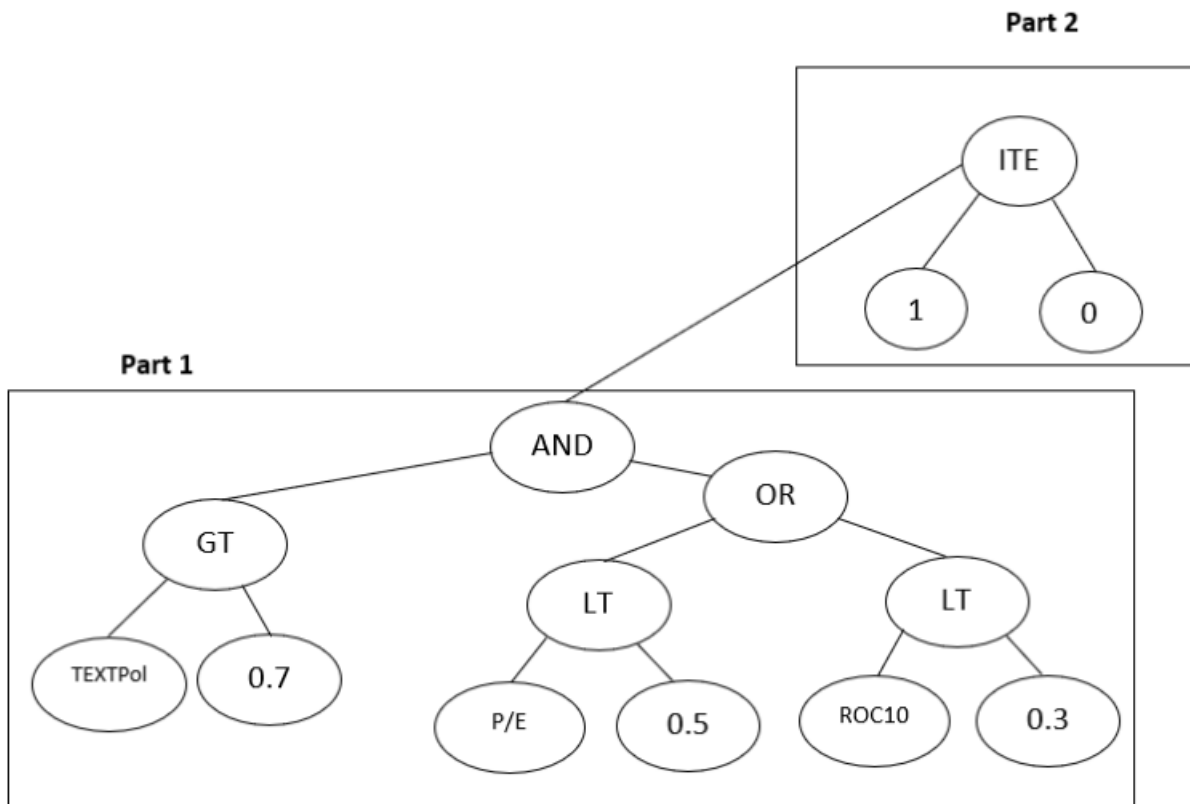 Part 2
ITE
1
0
Part 1
AND
OR
GT
LT
LT
TEXTPol
0.7
P/E
0.5
ROC10
0.3